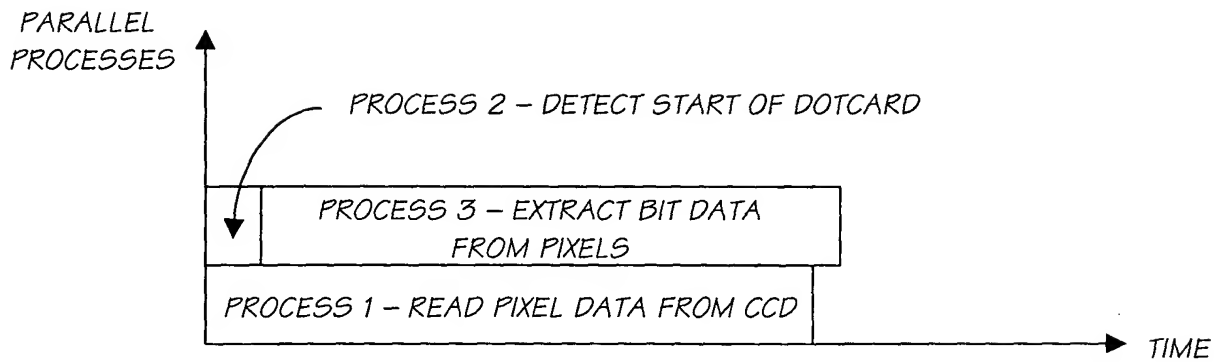 PARALLEL
PROCESSES
PROCESS 2 – DETECT START OF DOTCARD
PROCESS 3 – EXTRACT BIT DATA
FROM PIXELS
PROCESS 1 – READ PIXEL DATA FROM CCD
TIME